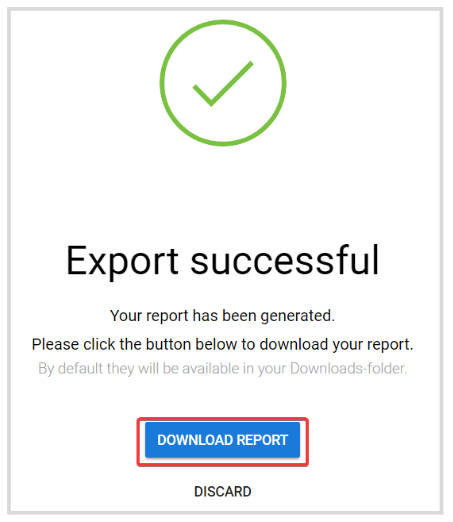 Export successful
Your report has been generated.
Please click the button below to download your report.
By default they will be available in your Downloads-folder.
DOWNLOAD REPORT
DISCARD